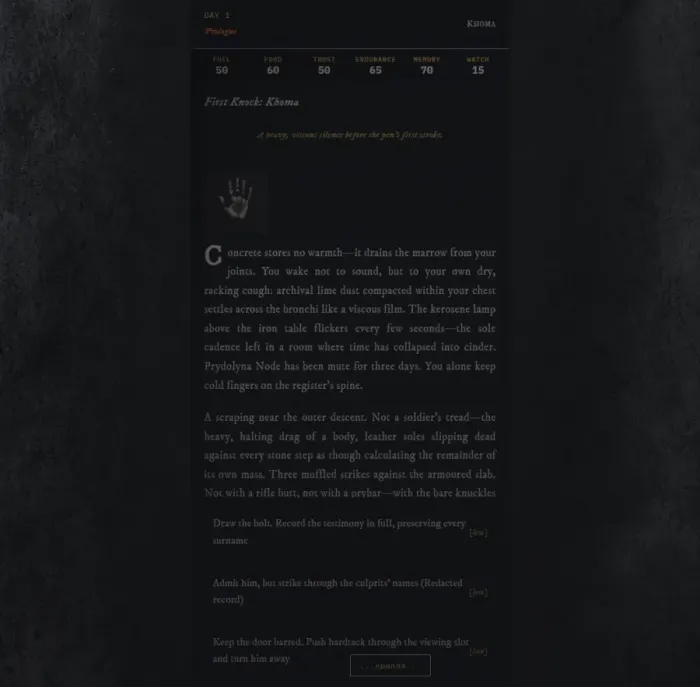 DAY 1
Prologue
Khoma
FUEL FOOD TRUST ENDURANCE MEMORY WATCH
50 60 50 65 70 15
First Knock: Khoma
A heavy, viscous silence before the pen's first stroke.
Concrete stores no warmth—it drains the marrow from your
joints. You wake not to sound, but to your own dry,
racking cough: archival lime dust compacted within your chest
settles across the bronchi like a viscous film. The kerosene lamp
above the iron table flickers every few seconds—the sole
cadence left in a room where time has collapsed into cinder.
Prydolyna Node has been mute for three days. You alone keep
cold fingers on the register's spine.
A scraping near the outer descent. Not a soldier's tread—the
heavy, halting drag of a body, leather soles slipping dead
against every stone step as though calculating the remainder of
its own mass. Three muffled strikes against the armoured slab.
Not with a rifle butt, not with a prybar—with the bare knuckles
Draw the bolt. Record the testimony in full, preserving every
surname
Admit him, but strike through the culprits' names (Redacted
record)
Keep the door barred. Push hardtack through the viewing slot
and turn him away